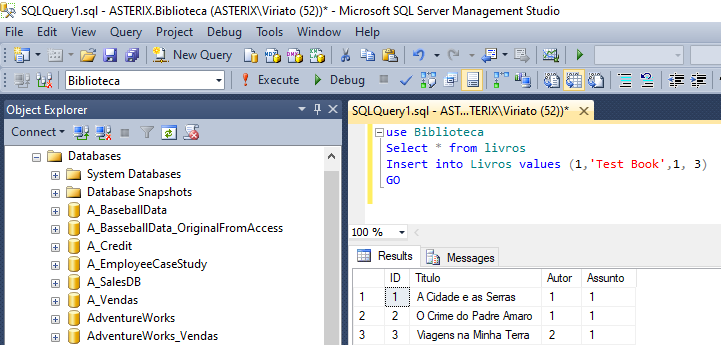 SQLQuery1.sql - ASTERIX.Biblioteca (ASTERIX\Viriato (52))* - Microsoft SQL Server Management Studio
File Edit View Query Project Debug Tools Window Help
New Query
Biblioteca Execute Debug
Object Explorer
Connect
Databases
System Databases
Database Snapshots
A_BaseballData
A_BasseballData_OriginalFromAccess
A_Credit
A_EmployeeCaseStudy
A_SalesDB
A_Vendas
AdventureWorks
AdventureWorks_Vendas
SQLQuery1.sql - AST...TERIX\Viriato (52))*
use Biblioteca
Select * from livros
Insert into Livros values (1,'Test Book',1, 3)
GO
100 %
Results Messages
ID Titulo Autor Assunto
1 1 A Cidade e as Serras 1 1
2 2 O Crime do Padre Amaro 1 1
3 3 Viagens na Minha Terra 2 1